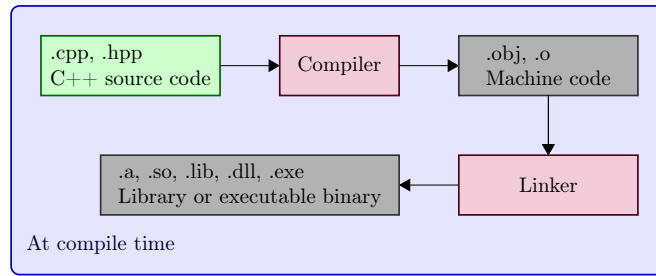 .cpp, .hpp
C++ source code
Compiler
.obj, .o
Machine code
.a, .so, .lib, .dll, .exe
Library or executable binary
Linker
At compile time